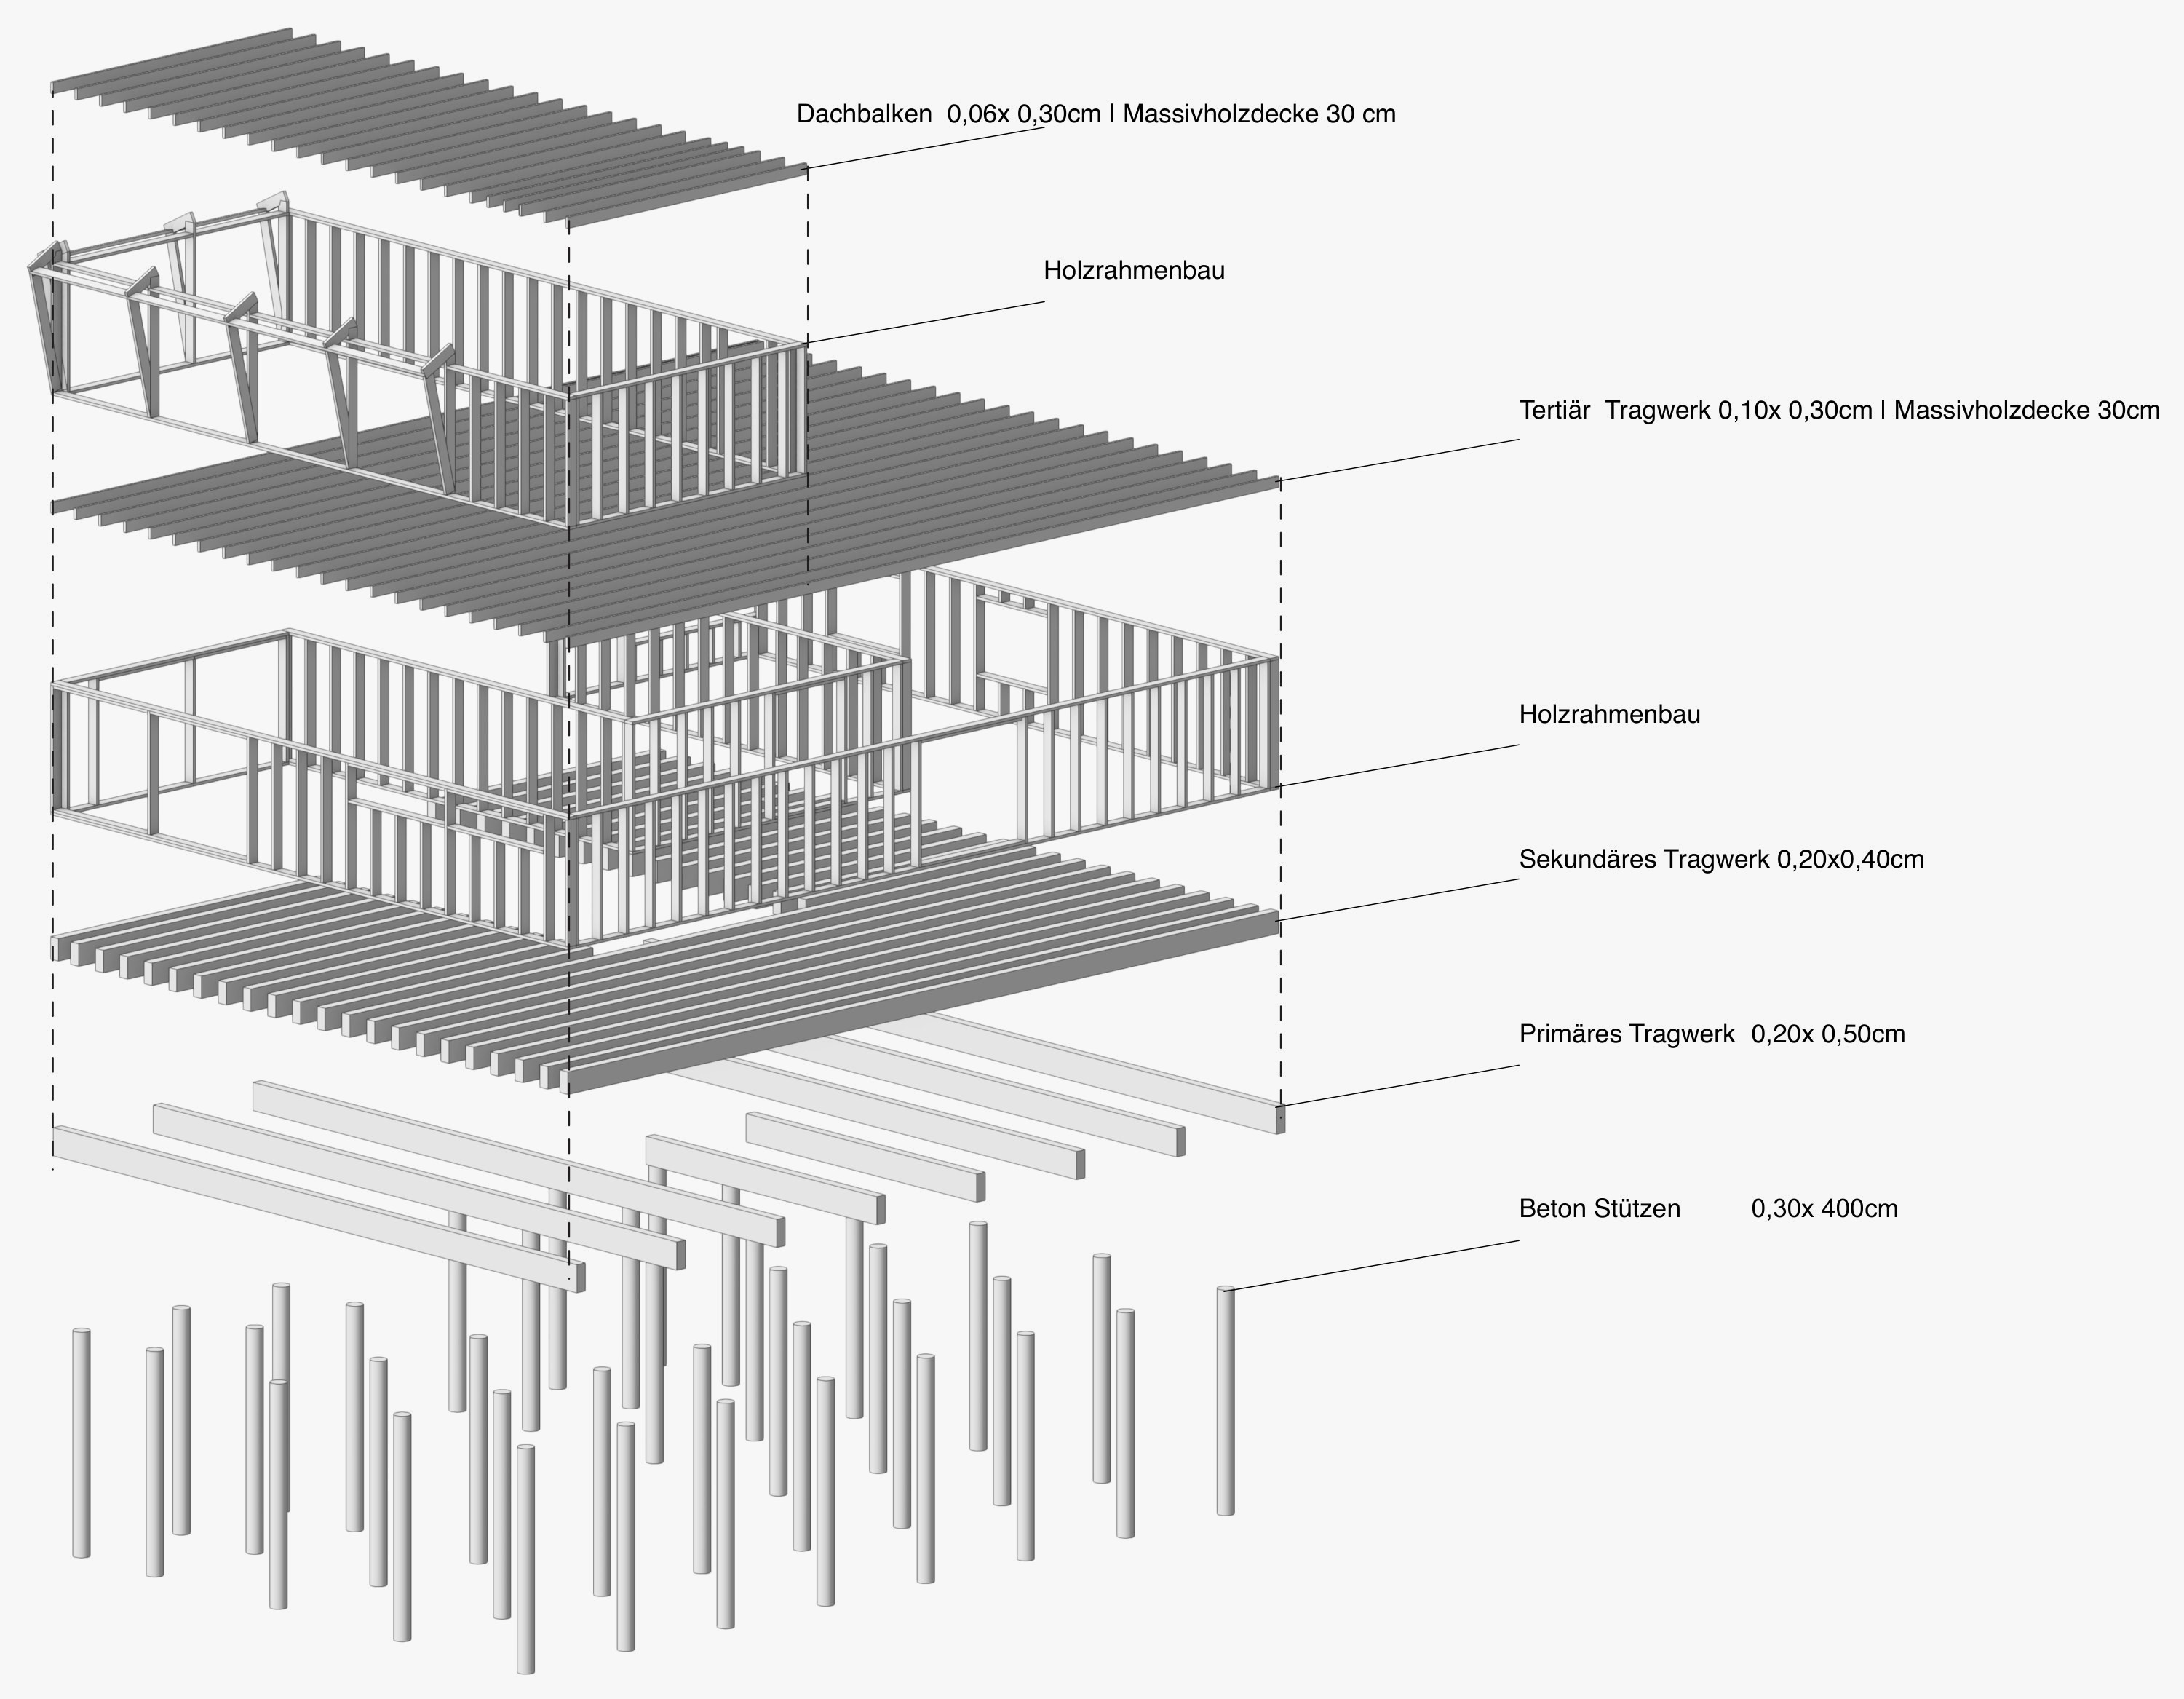 Dachbalken 0,06x 0,30cm | Massivholzdecke 30 cm
Holzrahmenbau
Tertiär Tragwerk 0,10x 0,30cm | Massivholzdecke 30cm
Holzrahmenbau
Sekundäres Tragwerk 0,20x0,40cm
Primäres Tragwerk 0,20x 0,50cm
Beton Stützen 0,30x 400cm